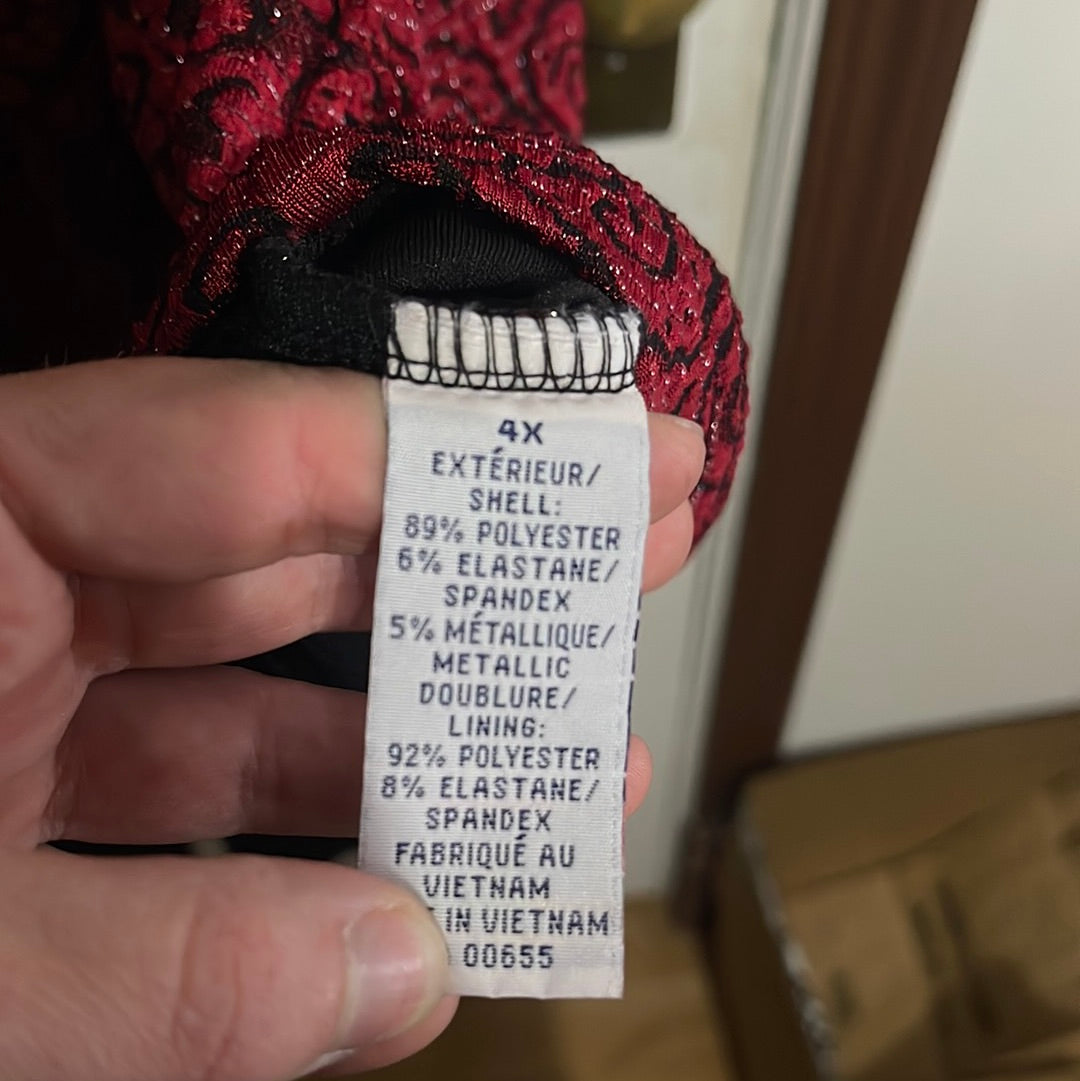 4X
EXTÉRIEUR/
SHELL:
89% POLYESTER
6% ELASTANE/
SPANDEX
5% MÉTALLIQUE/
METALLIC
DOUBLURE/
LINING:
92% POLYESTER
8% ELASTANE/
SPANDEX
FABRIQUÉ AU
VIETNAM
IN VIETNAM
00655